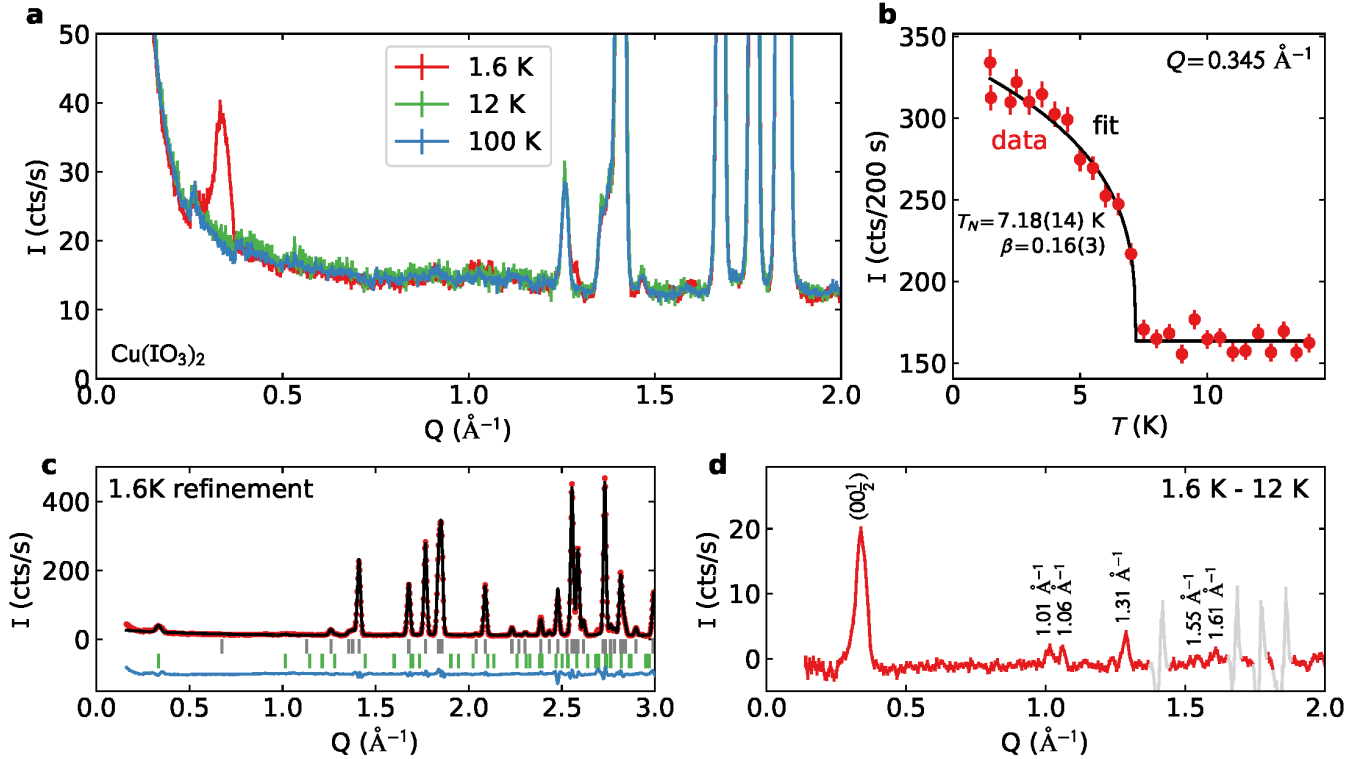 a
50
40
30
20
10
0
I (cts/s)
1.6 K
12 K
100 K
Cu(IO₃)₂
0.0 0.5 1.0 1.5 2.0
Q (Å⁻¹)
b
350
300
250
200
150
I (cts/200 s)
Q=0.345 Å⁻¹
fit
data
T_N=7.18(14) K
β=0.16(3)
0 5 10
T (K)
c
1.6K refinement
400
200
0
I (cts/s)
0.0 0.5 1.0 1.5 2.0 2.5 3.0
Q (Å⁻¹)
d
1.6 K - 12 K
20
10
0
I (cts/s)
(00½)
1.01 Å⁻¹
1.06 Å⁻¹
1.31 Å⁻¹
1.55 Å⁻¹
1.61 Å⁻¹
0.0 0.5 1.0 1.5 2.0
Q (Å⁻¹)